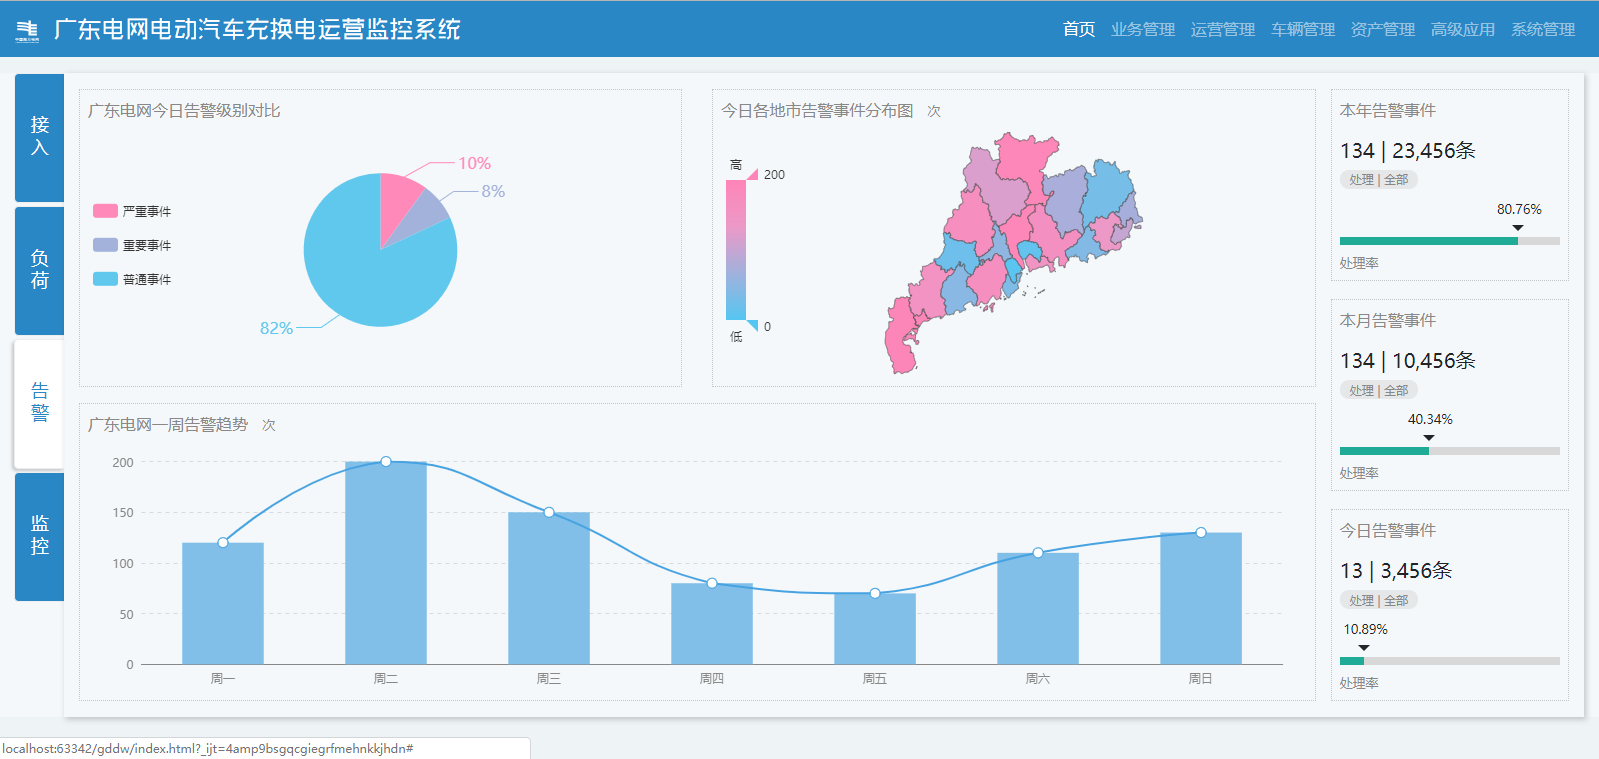 广东电网电动汽车充换电运营监控系统
首页 业务管理 运营管理 车辆管理 资产管理 高级应用 系统管理
接入
负荷
告警
监控
广东电网今日告警级别对比
严重事件
重要事件
普通事件
10%
8%
82%
今日各地市告警事件分布图 次
高
200
0
低
广东电网一周告警趋势 次
200
150
100
50
0
周一 周二 周三 周四 周五 周六 周日
本年告警事件
134 | 23,456条
处理 | 全部
80.76%
处理率
本月告警事件
134 | 10,456条
处理 | 全部
40.34%
处理率
今日告警事件
13 | 3,456条
处理 | 全部
10.89%
处理率
localhost:63342/gddw/index.html?_ijt=4amp9bsgqcgiegrfmehnkkjhdn#